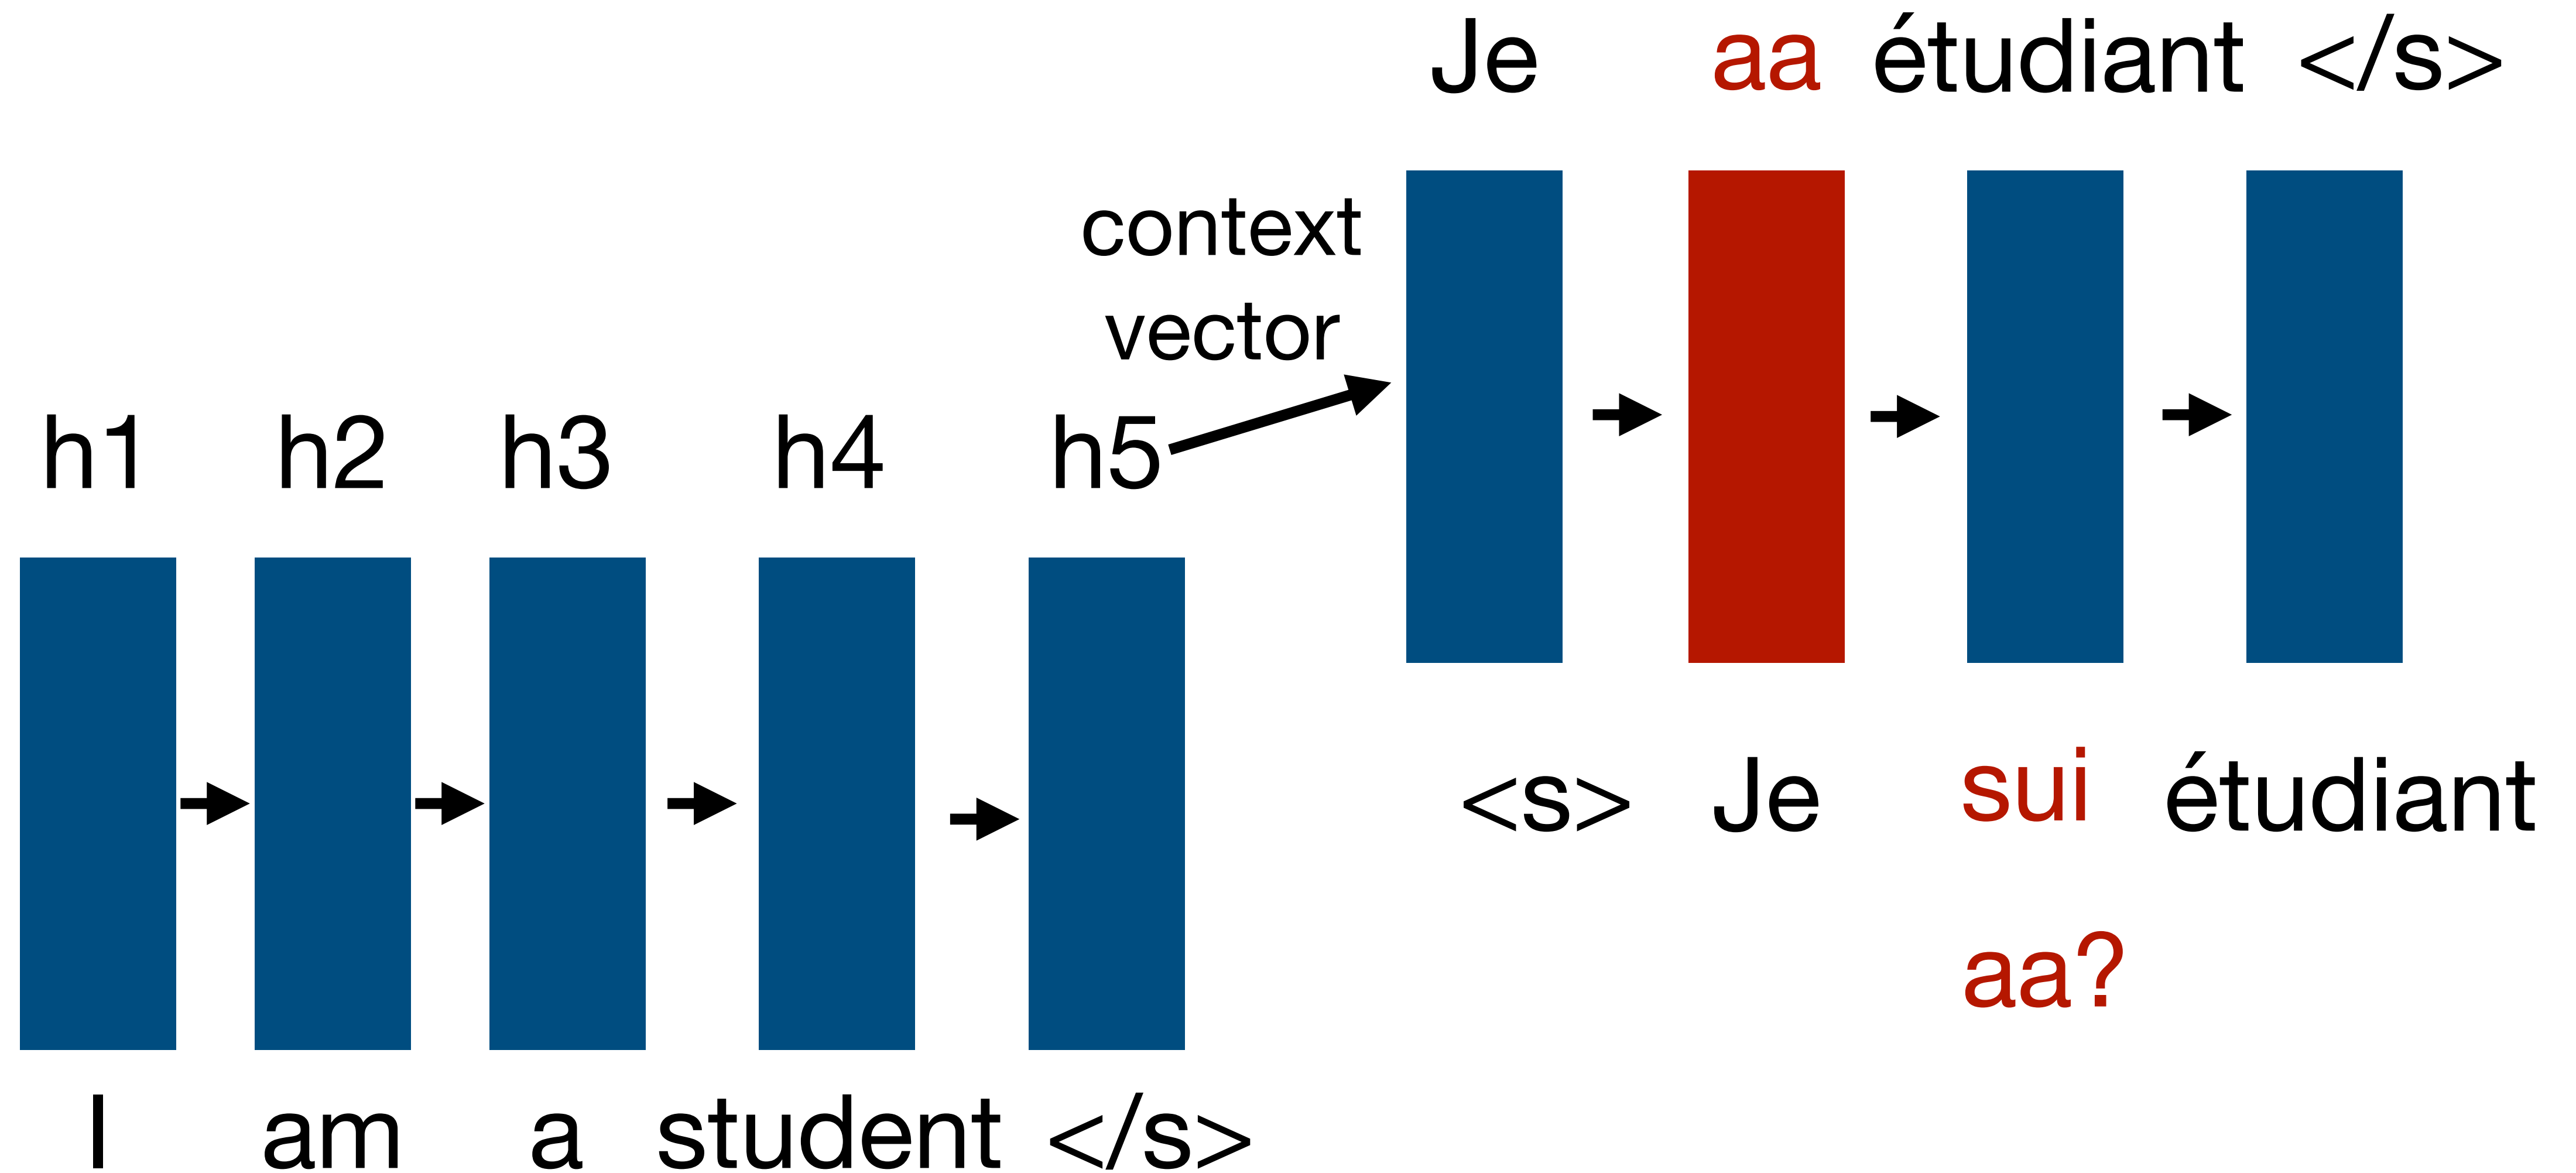 Je aa étudiant </s>
context
vector
h1 h2 h3 h4 h5
<s> Je sui étudiant
aa?
I am a student </s>